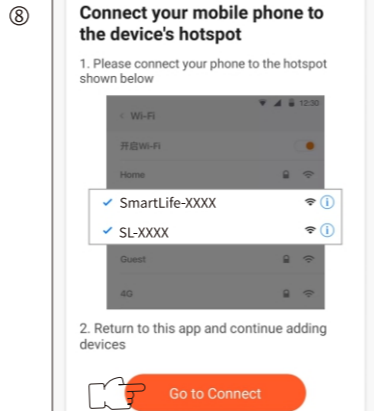 ⑧
Connect your mobile phone to
the device's hotspot
1. Please connect your phone to the hotspot
shown below
12:30
< Wi-Fi
开启Wi-Fi
Home
SmartLife-XXXX
SL-XXXX
Guest
4G
2. Return to this app and continue adding
devices
Go to Connect